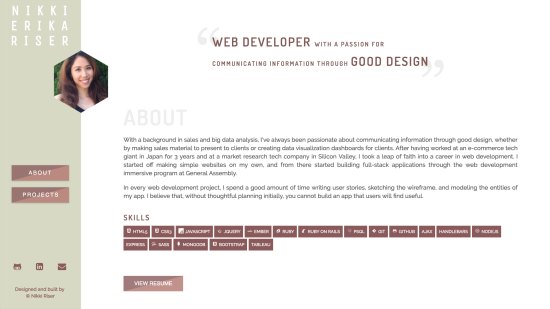 NIKKI
ERIKA
RISER
ABOUT
PROJECTS
Designed and built by
® Nikki Riser
“WEB DEVELOPER WITH A PASSION FOR
COMMUNICATING INFORMATION THROUGH GOOD DESIGN”
ABOUT
With a background in sales and big data analysis, I've always been passionate about communicating information through good design, whether
by making sales material to present to clients or creating data visualization dashboards for clients. After having worked at an e-commerce tech
giant in Japan for 3 years and at a market research tech company in Silicon Valley, I took a leap of faith into a career in web development. I
started off making simple websites on my own, and from there started building full-stack applications through the web development
immersive program at General Assembly.
In every web development project, I spend a good amount of time writing user stories, sketching the wireframe, and modeling the entities of
my app. I believe that, without thoughtful planning initially, you cannot build an app that users will find useful.
SKILLS
HTML5 CSS3 JAVASCRIPT JQUERY EMBER RUBY RUBY ON RAILS PSQL GIT GITHUB AJAX HANDLEBARS NODEJS
EXPRESS SASS MONGODB BOOTSTRAP TABLEAU
VIEW RESUME